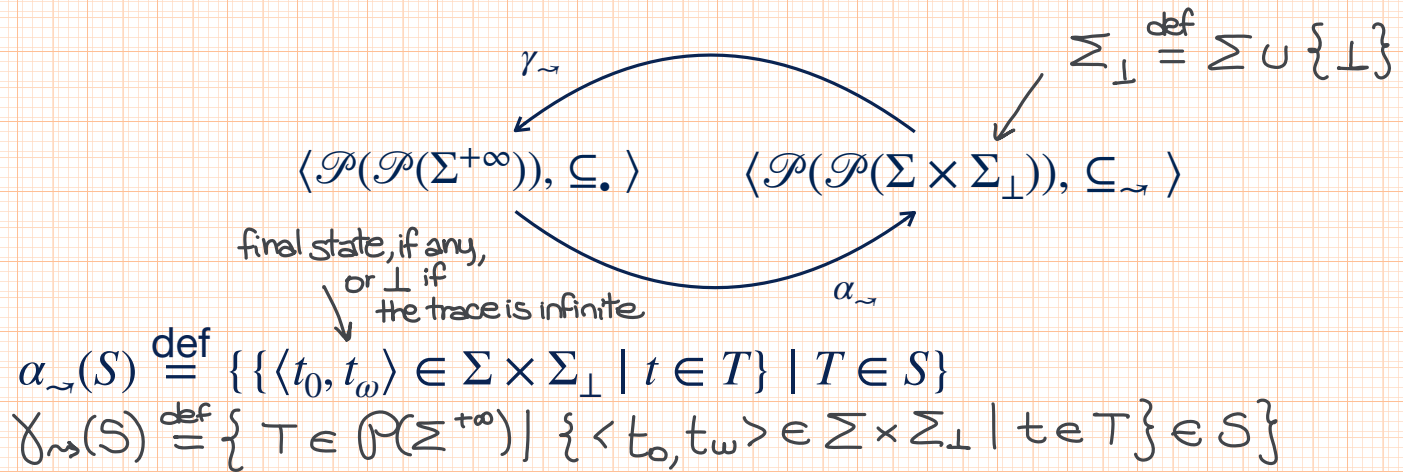 Σ⊥ def= Σ ∪ {⊥}
γ⇝
⟨𝒫(𝒫(Σ⁺∞)), ⊆• ⟩ ⟨𝒫(𝒫(Σ × Σ⊥)), ⊆⇝ ⟩
final state, if any,
or ⊥ if
the trace is infinite
α⇝
α⇝(S) def= { {⟨t₀, tω⟩ ∈ Σ × Σ⊥ | t ∈ T} | T ∈ S}
γ⇝(S) def= { T ∈ 𝒫(Σ⁺∞) | { < t₀, tω > ∈ Σ × Σ⊥ | t ∈ T} ∈ S}